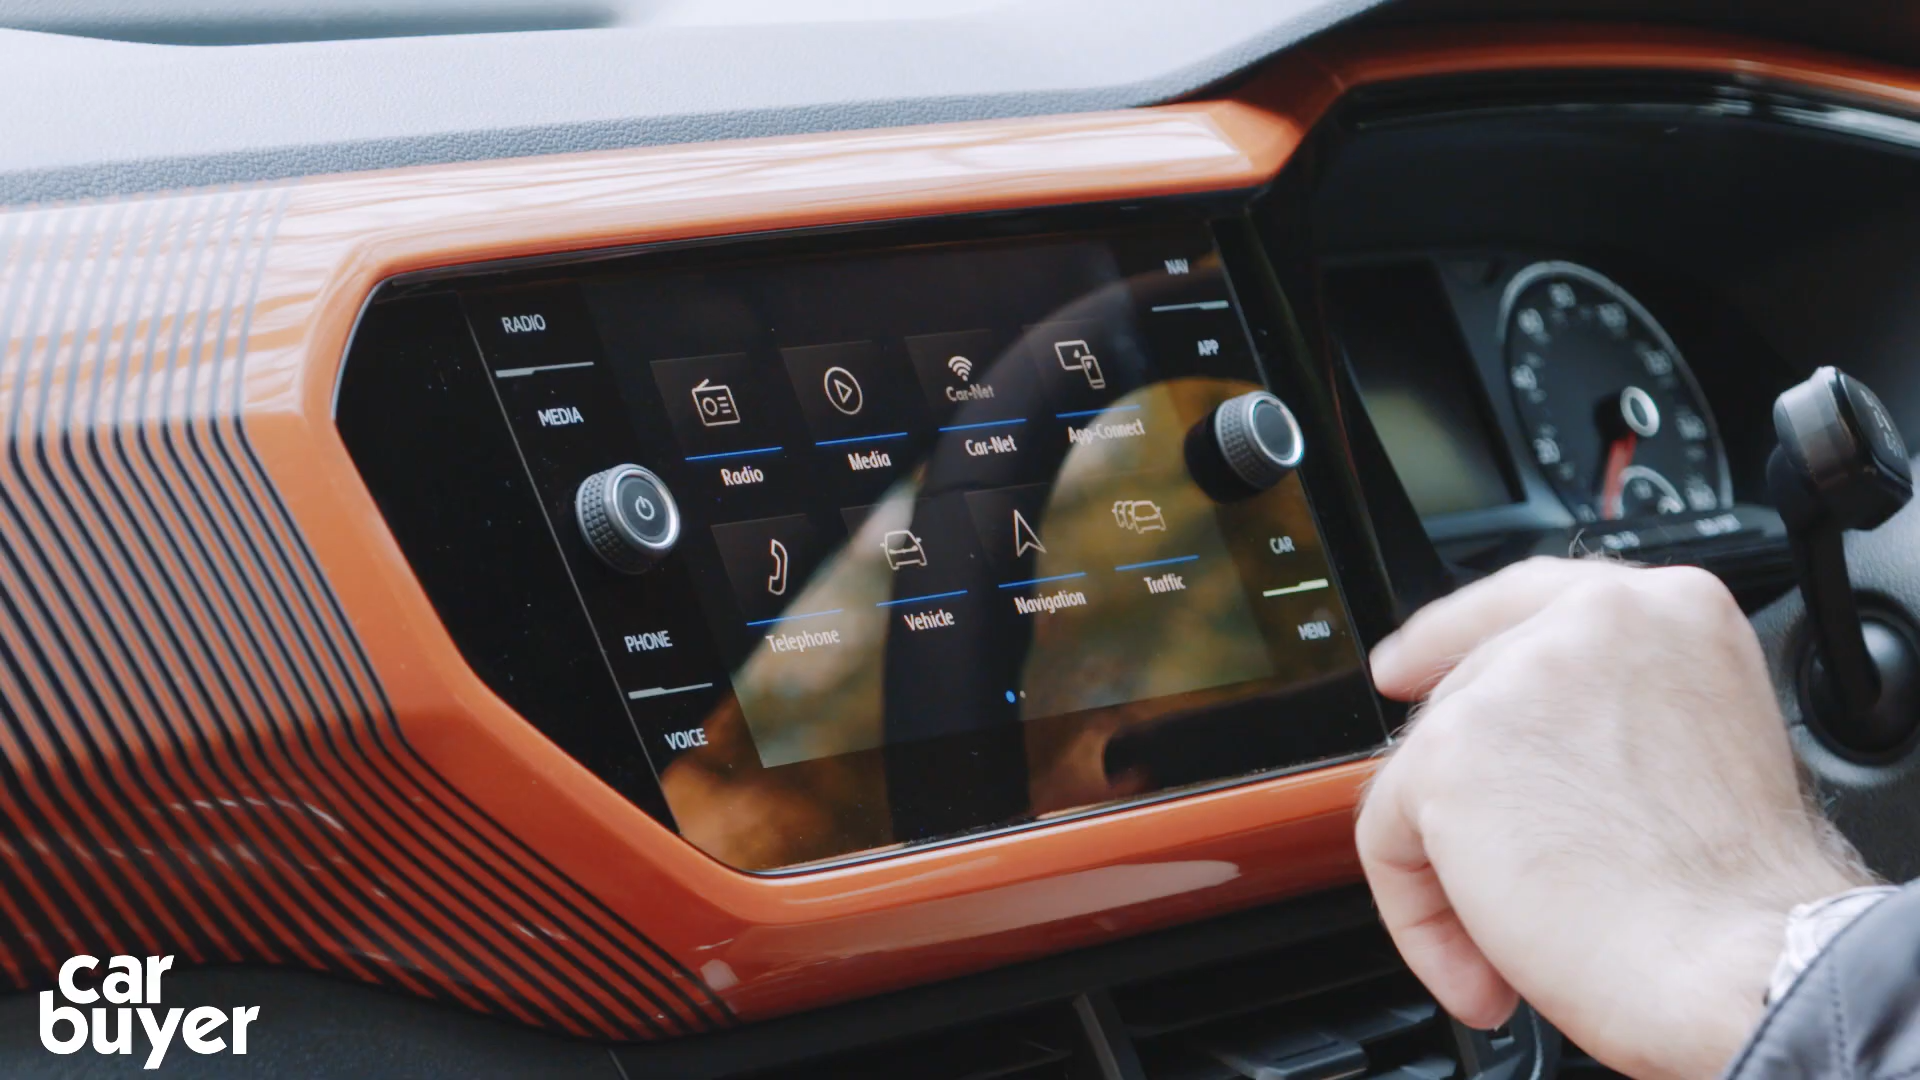 RADIO
MEDIA
PHONE
VOICE
Car-Net
Radio
Media
Car-Net
App-Connect
Telephone
Vehicle
Navigation
Traffic
NAV
APP
CAR
MENU
car
buyer